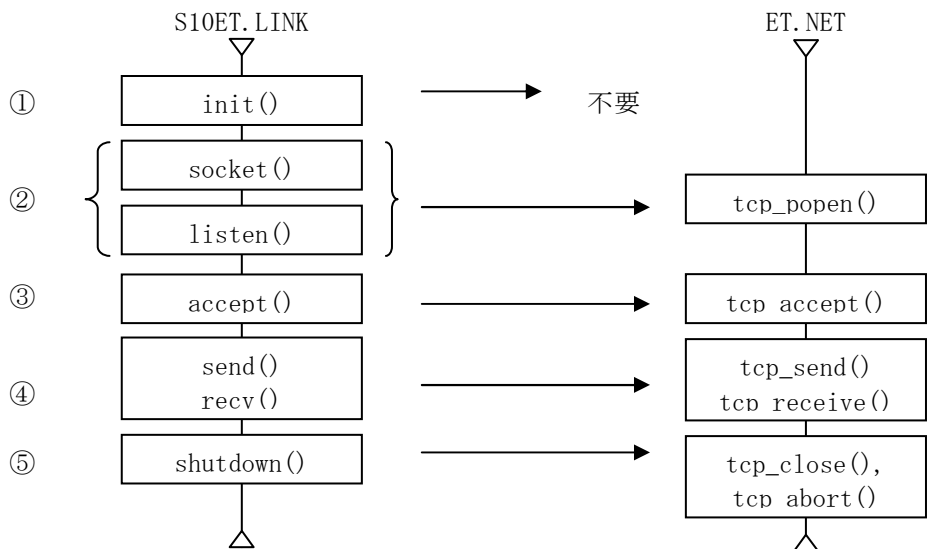 S10ET.LINK ET.NET
① init() 不要
② socket()
listen()
tcp_popen()
③ accept() tcp_accept()
④ send()
recv()
tcp_send()
tcp_receive()
⑤ shutdown() tcp_close(),
tcp_abort()